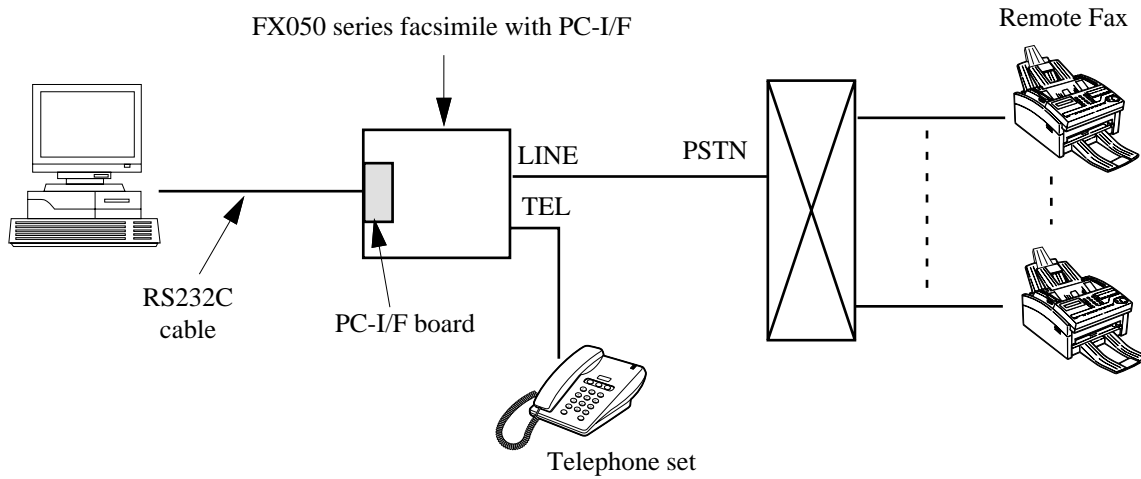 FX050 series facsimile with PC-I/F
Remote Fax
LINE
PSTN
TEL
RS232C
cable
PC-I/F board
Telephone set